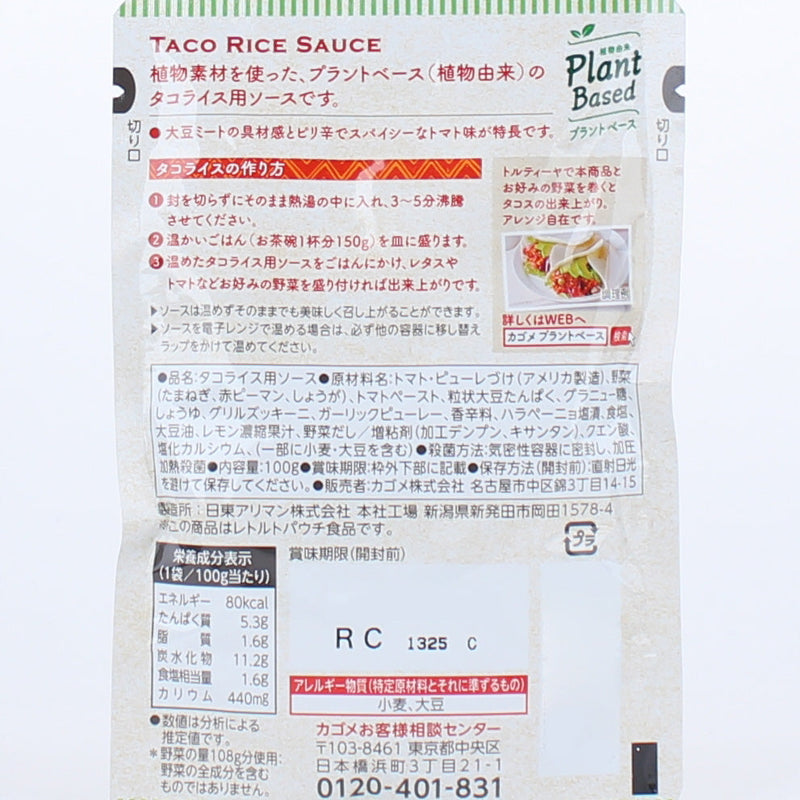 TACO RICE SAUCE
植物素材を使った、プラントベース(植物由来)の
タコライス用ソースです。
植物由来
Plant
Based
プラントベース
切り口
切り口
●大豆ミートの具材感とピリ辛でスパイシーなトマト味が特長です。
タコライスの作り方
①封を切らずにそのまま熱湯の中に入れ、3〜5分沸騰
させてください。
②温かいごはん(お茶碗1杯分150g)を皿に盛ります。
③温めたタコライス用ソースをごはんにかけ、レタスや
トマトなどお好みの野菜を盛り付ければ出来上がりです。
▶ソースは温めずそのままでも美味しく召し上がることができます。
▶ソースを電子レンジで温める場合は、必ず他の容器に移し替え
ラップをかけて温めてください。
トルティーヤで本商品と
お好みの野菜を巻くと
タコスの出来上がり。
アレンジ自在です。
調理例
詳しくはWEBへ
カゴメ プラントベース 検索
●品名:タコライス用ソース●原材料名:トマト・ピューレづけ(アメリカ製造)、野菜
(たまねぎ、赤ピーマン、しょうが)、トマトペースト、粒状大豆たんぱく、グラニュー糖、
しょうゆ、グリルズッキーニ、ガーリックピューレー、香辛料、ハラペーニョ塩漬、食塩、
大豆油、レモン濃縮果汁、野菜だし/増粘剤(加工デンプン、キサンタン)、クエン酸、
塩化カルシウム、(一部に小麦・大豆を含む)●殺菌方法:気密性容器に密封し、加圧
加熱殺菌●内容量:100g●賞味期限:枠外下部に記載●保存方法(開封前):直射日光
を避けて保存してください。●販売者:カゴメ株式会社 名古屋市中区錦3丁目14-15
製造所:日東アリマン株式会社 本社工場 新潟県新発田市岡田1578-4
※この商品はレトルトパウチ食品です。
プラ
栄養成分表示
(1袋/100g当たり)
エネルギー 80kcal
たんぱく質 5.3g
脂質 1.6g
炭水化物 11.2g
食塩相当量 1.6g
カリウム 440mg
●数値は分析による
推定値です。
*野菜の量108g分使用:
野菜の全成分を含む
ものではありません。
賞味期限(開封前)
RC 1325 C
アレルギー物質(特定原材料とそれに準ずるもの)
小麦、大豆
カゴメお客様相談センター
〒103-8461 東京都中央区
日本橋浜町3丁目21-1
0120-401-831